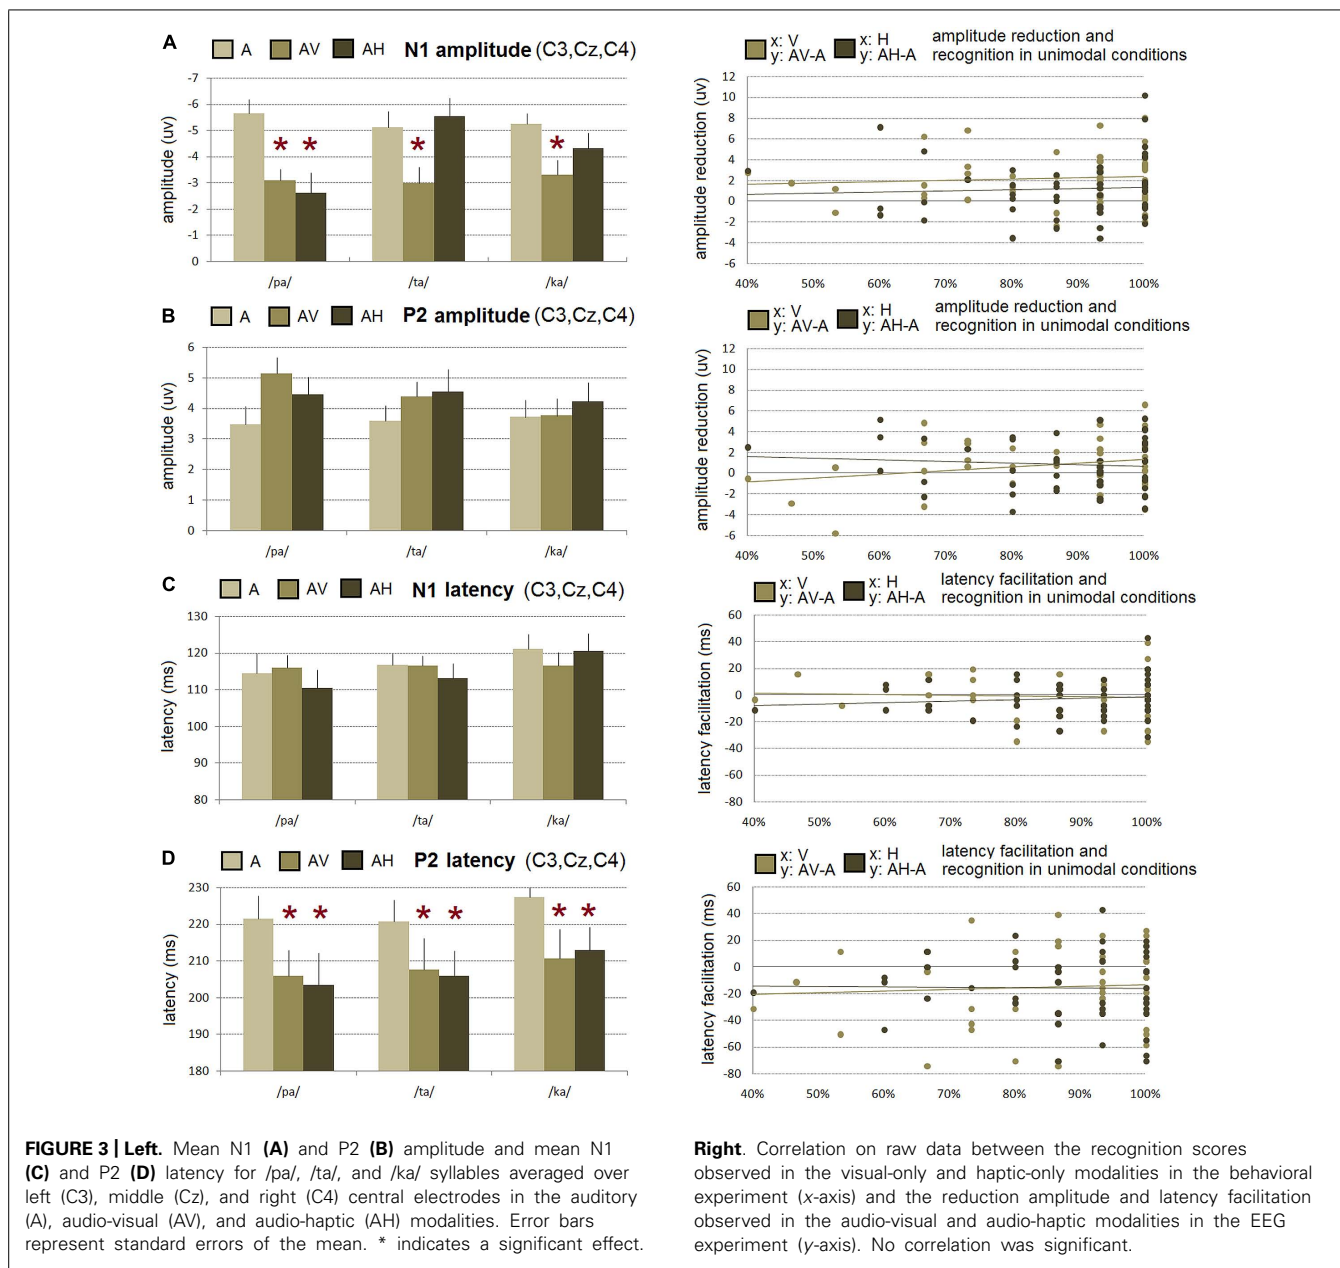 A
A AV AH N1 amplitude (C3,Cz,C4)
amplitude (uv)
-7
-6
-5
-4
-3
-2
-1
0
* * * *
/pa/ /ta/ /ka/
x: V x: H amplitude reduction and
y: AV-A y: AH-A recognition in unimodal conditions
amplitude reduction (uv)
12
10
8
6
4
2
0
-2
-4
-6
40% 50% 60% 70% 80% 90% 100%
B
A AV AH P2 amplitude (C3,Cz,C4)
amplitude (uv)
6
5
4
3
2
1
0
/pa/ /ta/ /ka/
x: V x: H amplitude reduction and
y: AV-A y: AH-A recognition in unimodal conditions
amplitude reduction (uv)
12
10
8
6
4
2
0
-2
-4
-6
40% 50% 60% 70% 80% 90% 100%
C
A AV AH N1 latency (C3,Cz,C4)
latency (ms)
130
120
110
100
90
80
/pa/ /ta/ /ka/
x: V x: H latency facilitation and
y: AV-A y: AH-A recognition in unimodal conditions
latency facilitation (ms)
60
40
20
0
-20
-40
-60
-80
40% 50% 60% 70% 80% 90% 100%
D
A AV AH P2 latency (C3,Cz,C4)
latency (ms)
230
220
210
200
190
180
* * * * * *
/pa/ /ta/ /ka/
x: V x: H latency facilitation and
y: AV-A y: AH-A recognition in unimodal conditions
latency facilitation (ms)
60
40
20
0
-20
-40
-60
-80
40% 50% 60% 70% 80% 90% 100%
FIGURE 3 | Left. Mean N1 (A) and P2 (B) amplitude and mean N1
(C) and P2 (D) latency for /pa/, /ta/, and /ka/ syllables averaged over
left (C3), middle (Cz), and right (C4) central electrodes in the auditory
(A), audio-visual (AV), and audio-haptic (AH) modalities. Error bars
represent standard errors of the mean. * indicates a significant effect.
Right. Correlation on raw data between the recognition scores
observed in the visual-only and haptic-only modalities in the behavioral
experiment (x-axis) and the reduction amplitude and latency facilitation
observed in the audio-visual and audio-haptic modalities in the EEG
experiment (y-axis). No correlation was significant.